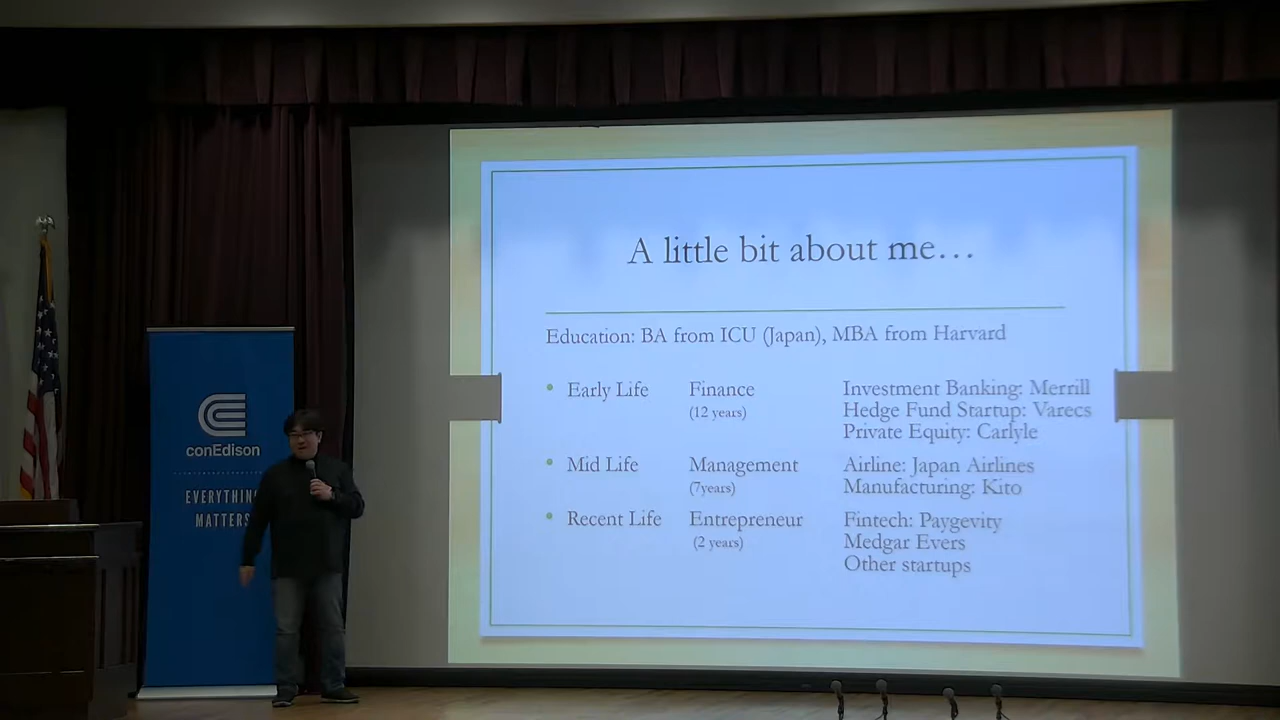 A little bit about me…
Education: BA from ICU (Japan), MBA from Harvard
• Early Life Finance Investment Banking: Merrill
(12 years) Hedge Fund Startup: Varecs
Private Equity: Carlyle
• Mid Life Management Airline: Japan Airlines
(7years) Manufacturing: Kito
• Recent Life Entrepreneur Fintech: Paygevity
(2 years) Medgar Evers
Other startups
conEdison
EVERYTHING
MATTERS